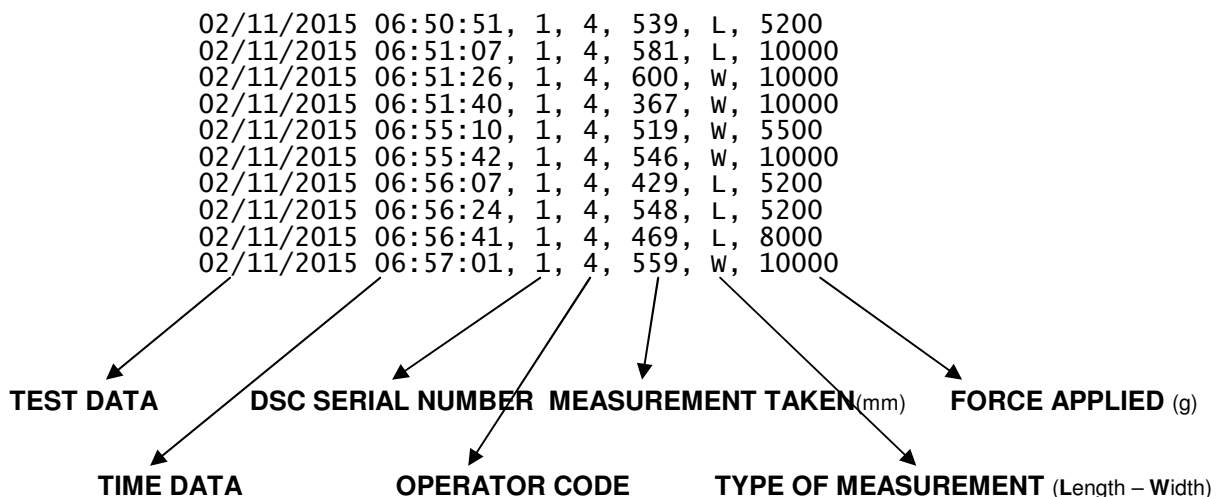 02/11/2015 06:50:51, 1, 4, 539, L, 5200
02/11/2015 06:51:07, 1, 4, 581, L, 10000
02/11/2015 06:51:26, 1, 4, 600, W, 10000
02/11/2015 06:51:40, 1, 4, 367, W, 10000
02/11/2015 06:55:10, 1, 4, 519, W, 5500
02/11/2015 06:55:42, 1, 4, 546, W, 10000
02/11/2015 06:56:07, 1, 4, 429, L, 5200
02/11/2015 06:56:24, 1, 4, 548, L, 5200
02/11/2015 06:56:41, 1, 4, 469, L, 8000
02/11/2015 06:57:01, 1, 4, 559, W, 10000
TEST DATA DSC SERIAL NUMBER MEASUREMENT TAKEN(mm) FORCE APPLIED (g)
TIME DATA OPERATOR CODE TYPE OF MEASUREMENT (Length – Width)